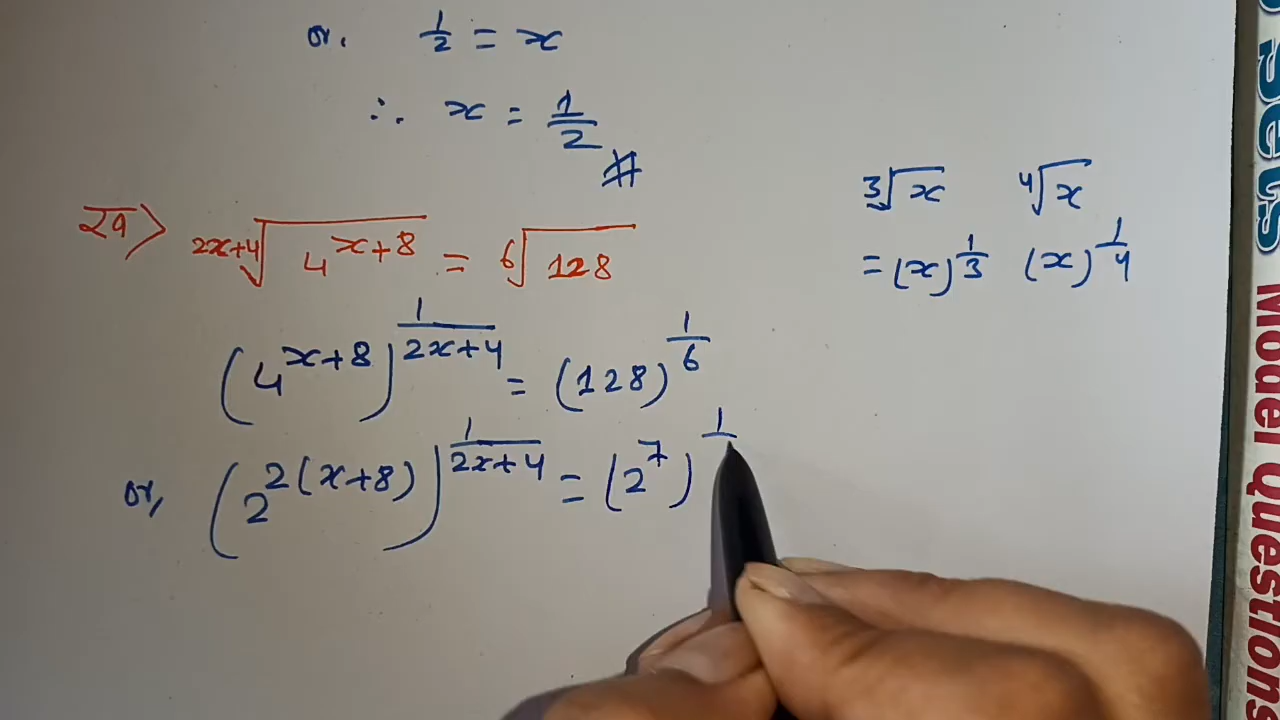 or. 1/2 = x
∴ x = 1/2 #
29> ^{2x+4}√(4^{x+8}) = ^{6}√128
(4^{x+8})^{1/(2x+4)} = (128)^{1/6}
or, (2^{2(x+8)})^{1/(2x+4)} = (2^7)^{1/
³√x ⁴√x
= (x)^{1/3} (x)^{1/4}
Sets Model Questions